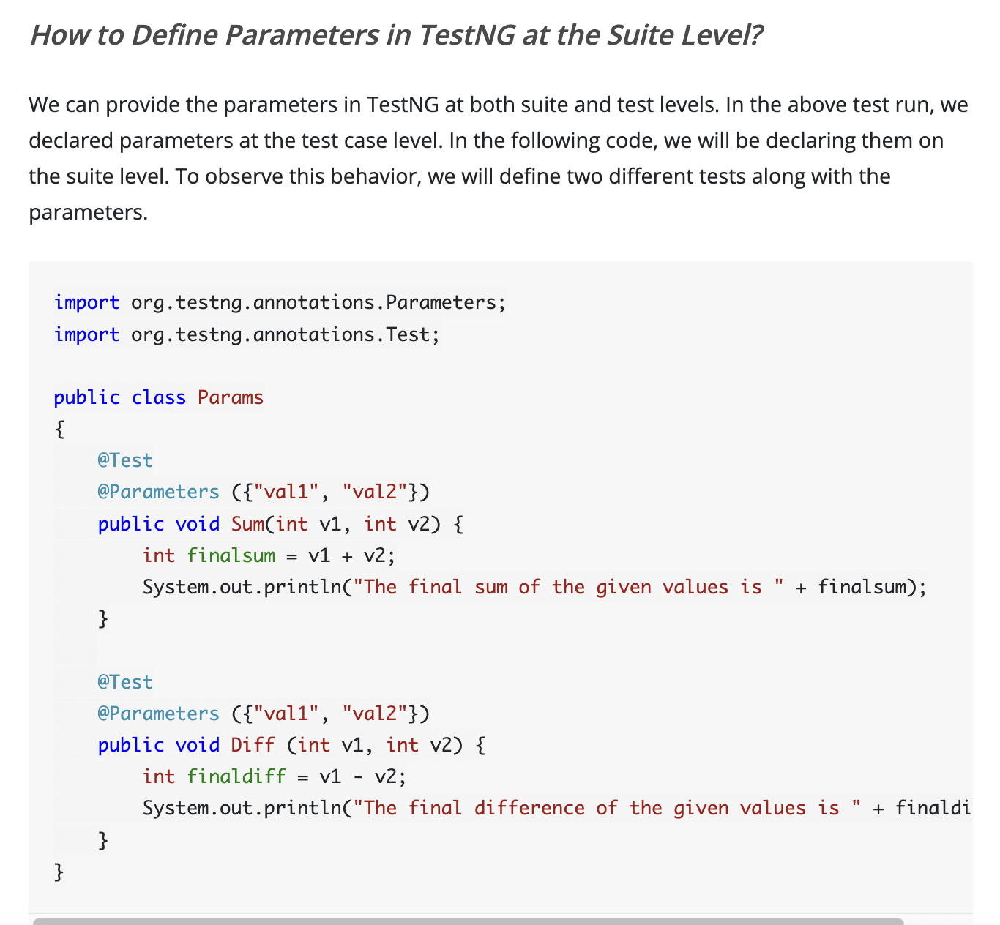 How to Define Parameters in TestNG at the Suite Level?
We can provide the parameters in TestNG at both suite and test levels. In the above test run, we
declared parameters at the test case level. In the following code, we will be declaring them on
the suite level. To observe this behavior, we will define two different tests along with the
parameters.
import org.testng.annotations.Parameters;
import org.testng.annotations.Test;
public class Params
{
@Test
@Parameters ({"val1", "val2"})
public void Sum(int v1, int v2) {
int finalsum = v1 + v2;
System.out.println("The final sum of the given values is " + finalsum);
}
@Test
@Parameters ({"val1", "val2"})
public void Diff (int v1, int v2) {
int finaldiff = v1 - v2;
System.out.println("The final difference of the given values is " + finaldi
}
}